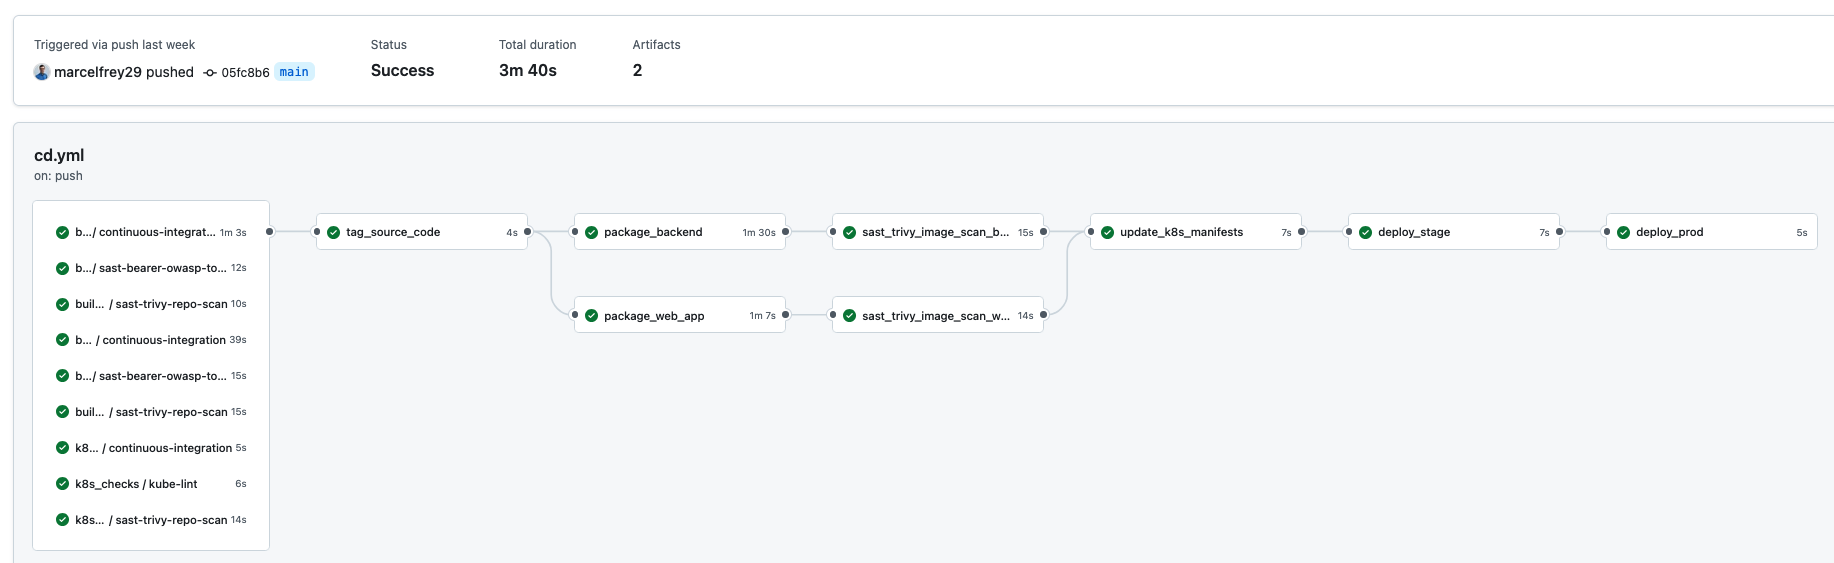 Triggered via push last week
marcelfrey29 pushed 05fc8b6 main
Status
Success
Total duration
3m 40s
Artifacts
2
cd.yml
on: push
b.../ continuous-integrat... 1m 3s
b.../ sast-bearer-owasp-to... 12s
buil... / sast-trivy-repo-scan 10s
b... / continuous-integration 39s
b.../ sast-bearer-owasp-to... 15s
buil... / sast-trivy-repo-scan 15s
k8... / continuous-integration 5s
k8s_checks / kube-lint 6s
k8s... / sast-trivy-repo-scan 14s
tag_source_code 4s
package_backend 1m 30s
package_web_app 1m 7s
sast_trivy_image_scan_b... 15s
sast_trivy_image_scan_w... 14s
update_k8s_manifests 7s
deploy_stage 7s
deploy_prod 5s